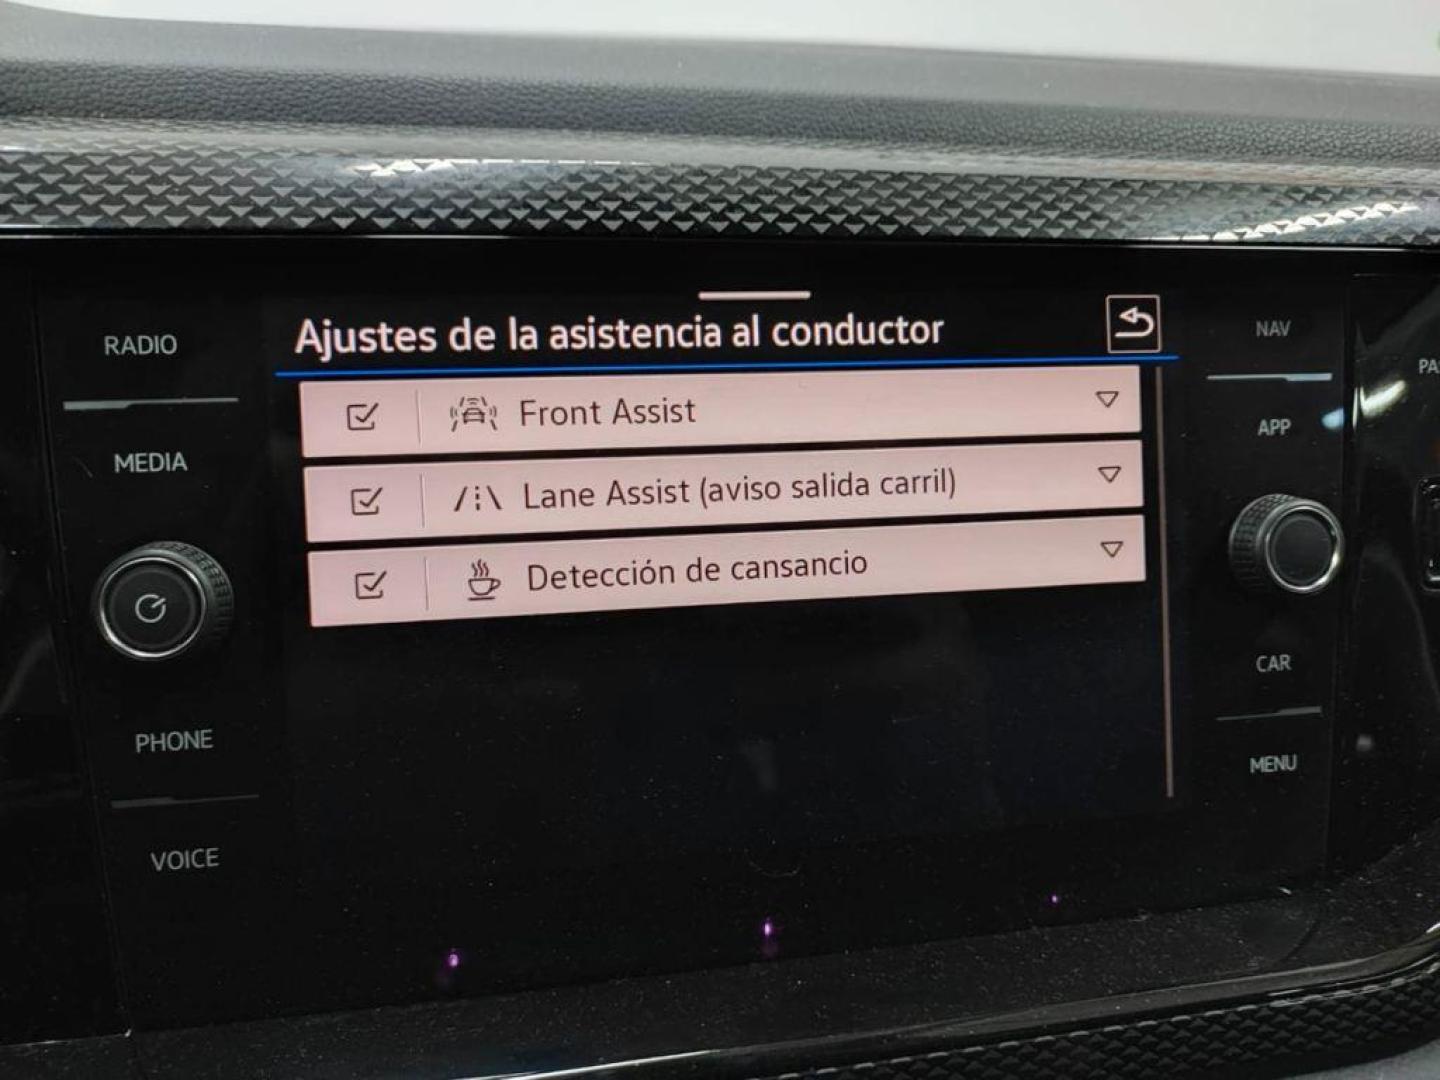 Ajustes de la asistencia al conductor
Front Assist
Lane Assist (aviso salida carril)
Detección de cansancio
RADIO
MEDIA
PHONE
VOICE
NAV
APP
CAR
MENU